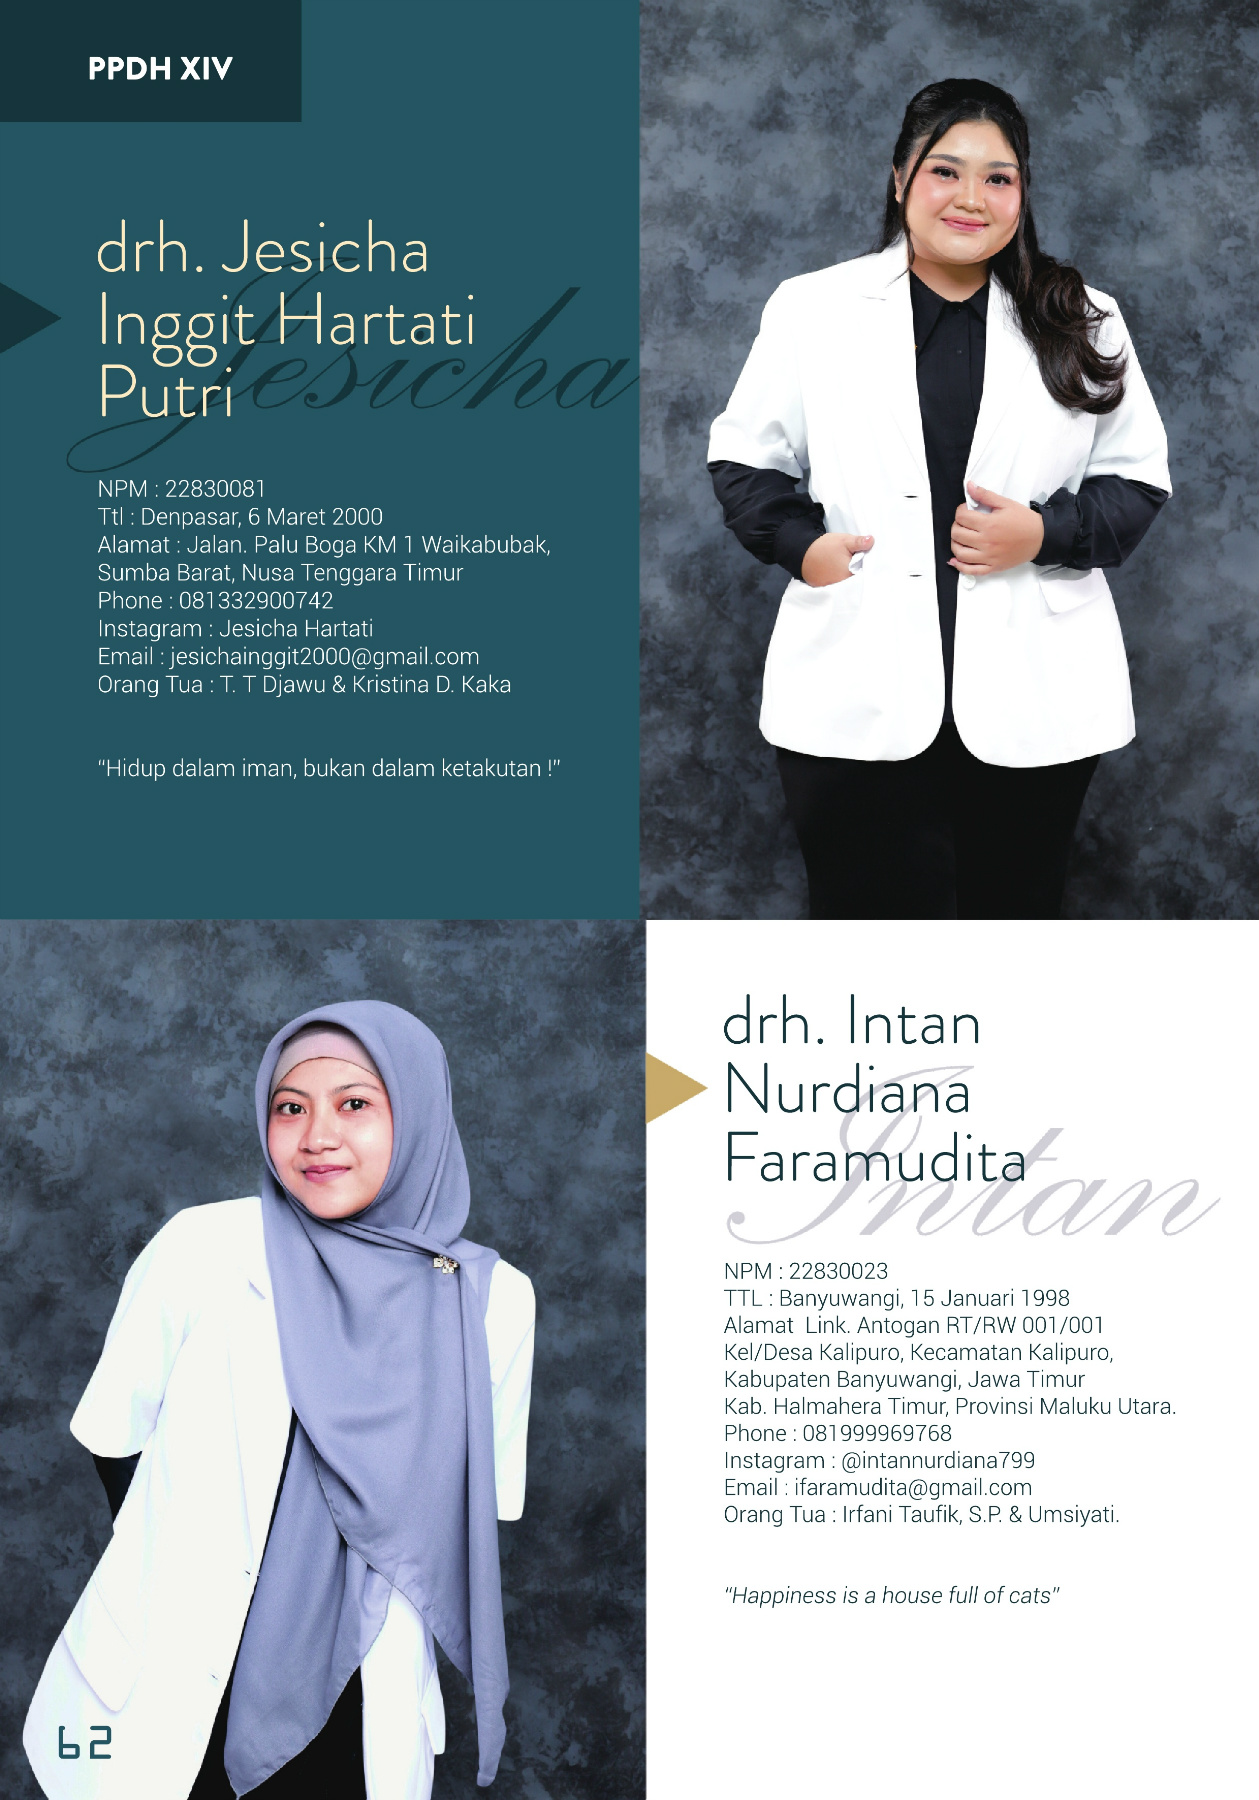 PPDH XIV
drh. Jesicha
Inggit Hartati
Putri
Jesicha
NPM : 22830081
Ttl : Denpasar, 6 Maret 2000
Alamat : Jalan. Palu Boga KM 1 Waikabubak,
Sumba Barat, Nusa Tenggara Timur
Phone : 081332900742
Instagram : Jesicha Hartati
Email : jesichainggit2000@gmail.com
Orang Tua : T. T Djawu & Kristina D. Kaka
“Hidup dalam iman, bukan dalam ketakutan !”
drh. Intan
Nurdiana
Faramudita
Intan
NPM : 22830023
TTL : Banyuwangi, 15 Januari 1998
Alamat  Link. Antogan RT/RW 001/001
Kel/Desa Kalipuro, Kecamatan Kalipuro,
Kabupaten Banyuwangi, Jawa Timur
Kab. Halmahera Timur, Provinsi Maluku Utara.
Phone : 081999969768
Instagram : @intannurdiana799
Email : ifaramudita@gmail.com
Orang Tua : Irfani Taufik, S.P. & Umsiyati.
“Happiness is a house full of cats”
62